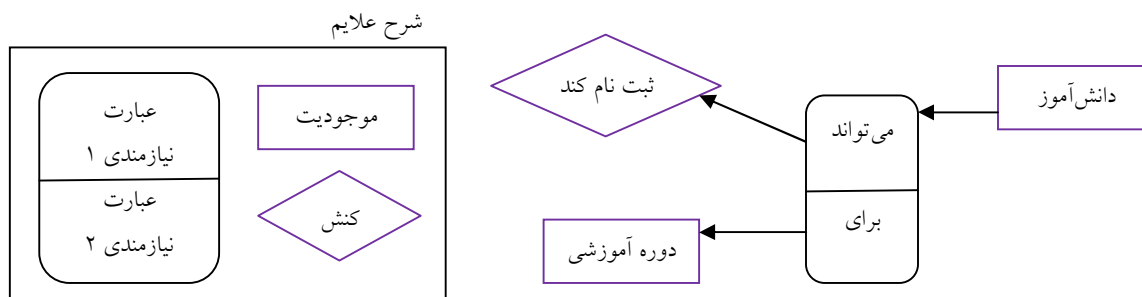 شرح علایم
عبارت
نیازمندی ۱
عبارت
نیازمندی ۲
موجودیت
کنش
دانش‌آموز
می‌تواند
برای
ثبت نام کند
دوره آموزشی